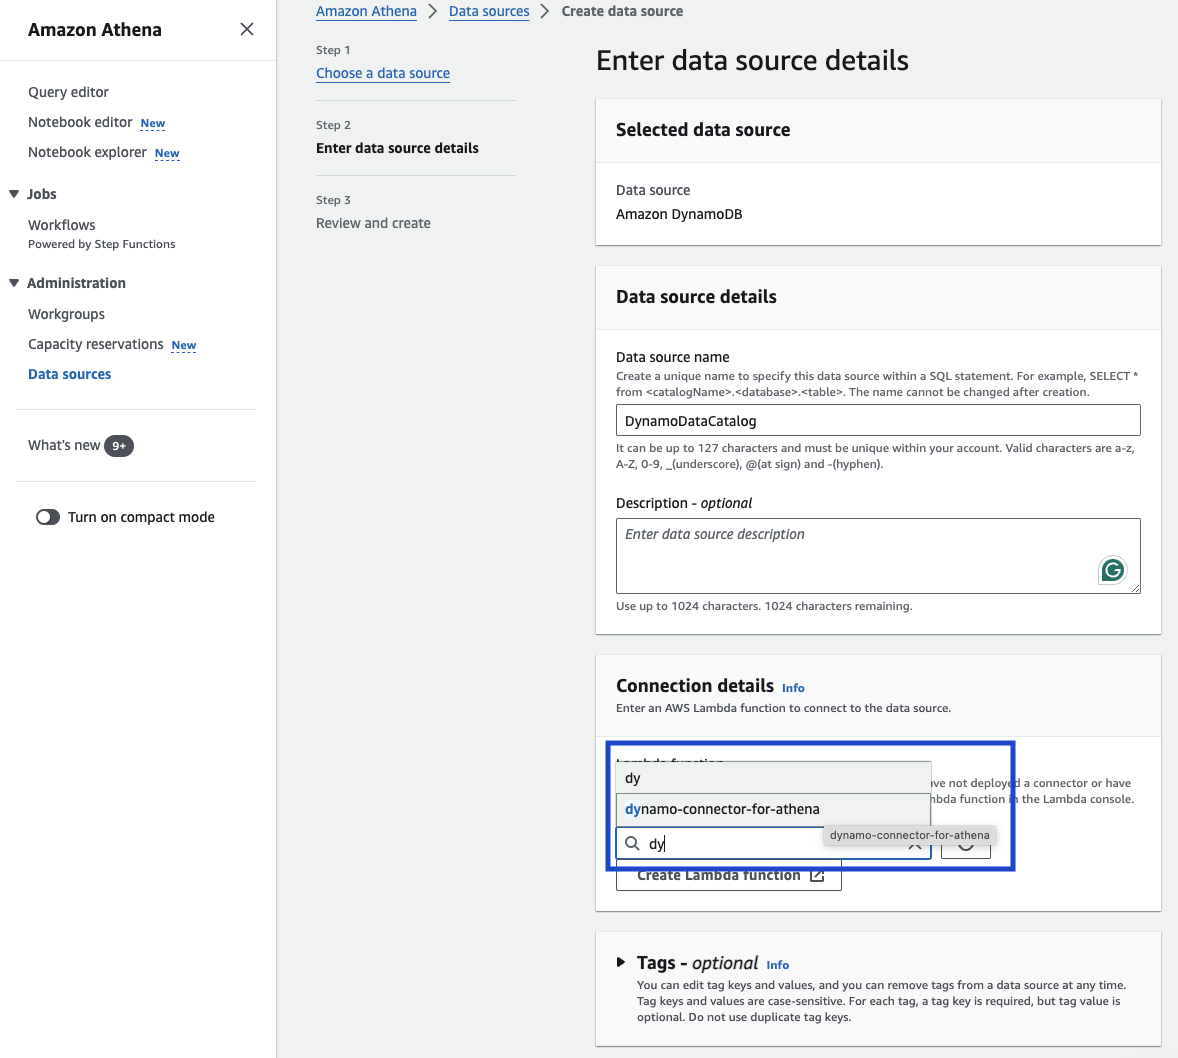 Amazon Athena
Query editor
Notebook editor New
Notebook explorer New
Jobs
Workflows
Powered by Step Functions
Administration
Workgroups
Capacity reservations New
Data sources
What's new 9+
Turn on compact mode
Amazon Athena > Data sources > Create data source
Step 1
Choose a data source
Step 2
Enter data source details
Step 3
Review and create
Enter data source details
Selected data source
Data source
Amazon DynamoDB
Data source details
Data source name
Create a unique name to specify this data source within a SQL statement. For example, SELECT *
from <catalogName>.<database>.<table>. The name cannot be changed after creation.
DynamoDataCatalog
It can be up to 127 characters and must be unique within your account. Valid characters are a-z,
A-Z, 0-9, _(underscore), @(at sign) and -(hyphen).
Description - optional
Enter data source description
Use up to 1024 characters. 1024 characters remaining.
Connection details Info
Enter an AWS Lambda function to connect to the data source.
Lambda function
have not deployed a connector or have
Lambda function in the Lambda console.
dy
dynamo-connector-for-athena
dynamo-connector-for-athena
dy
Create Lambda function
Tags - optional Info
You can edit tag keys and values, and you can remove tags from a data source at any time.
Tag keys and values are case-sensitive. For each tag, a tag key is required, but tag value is
optional. Do not use duplicate tag keys.